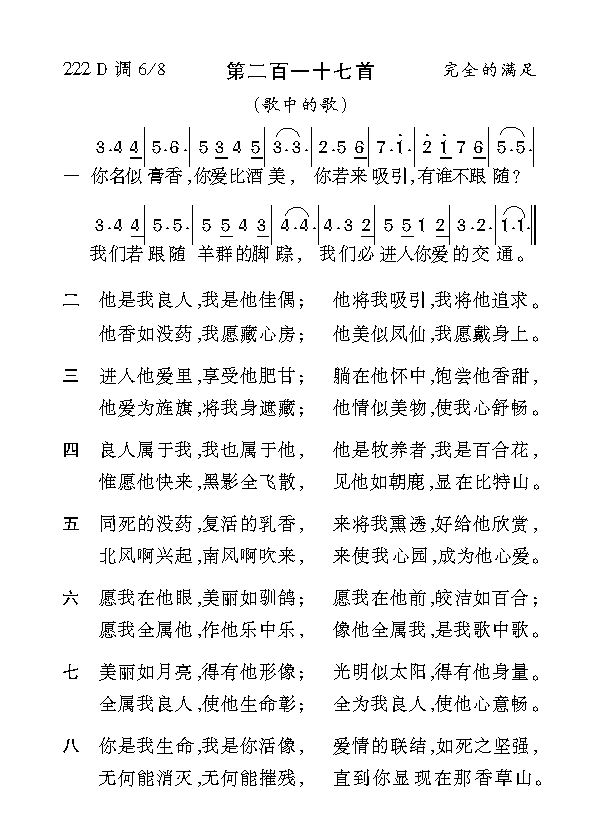 222 D 调 6/8 第二百一十七首 完全的满足
(歌中的歌)
3·4 4 | 5·6· | 5 3 4 5 | 3·3· | 2·5 6 | 7·1· | 2 1 7 6 | 5·5· |
一 你名似膏香,你爱比酒美, 你若来吸引,有谁不跟随?
3·4 4 | 5·5· | 5 5 4 3 | 4·4· | 4·3 2 | 5 5 1 2 | 3·2· | 1·1· ‖
我们若跟随羊群的脚踪, 我们必进入你爱的交通。
二 他是我良人,我是他佳偶; 他将我吸引,我将他追求。
他香如没药,我愿藏心房; 他美似凤仙,我愿戴身上。
三 进入他爱里,享受他肥甘; 躺在他怀中,饱尝他香甜,
他爱为旌旗,将我身遮藏; 他情似美物,使我心舒畅。
四 良人属于我,我也属于他, 他是牧养者,我是百合花,
惟愿他快来,黑影全飞散, 见他如朝鹿,显在比特山。
五 同死的没药,复活的乳香, 来将我熏透,好给他欣赏,
北风啊兴起,南风啊吹来, 来使我心园,成为他心爱。
六 愿我在他眼,美丽如驯鸽; 愿我在他前,皎洁如百合;
愿我全属他,作他乐中乐, 像他全属我,是我歌中歌。
七 美丽如月亮,得有他形像; 光明似太阳,得有他身量。
全属我良人,使他生命彰; 全为我良人,使他心意畅。
八 你是我生命,我是你活像, 爱情的联结,如死之坚强,
无何能消灭,无何能摧残, 直到你显现在那香草山。